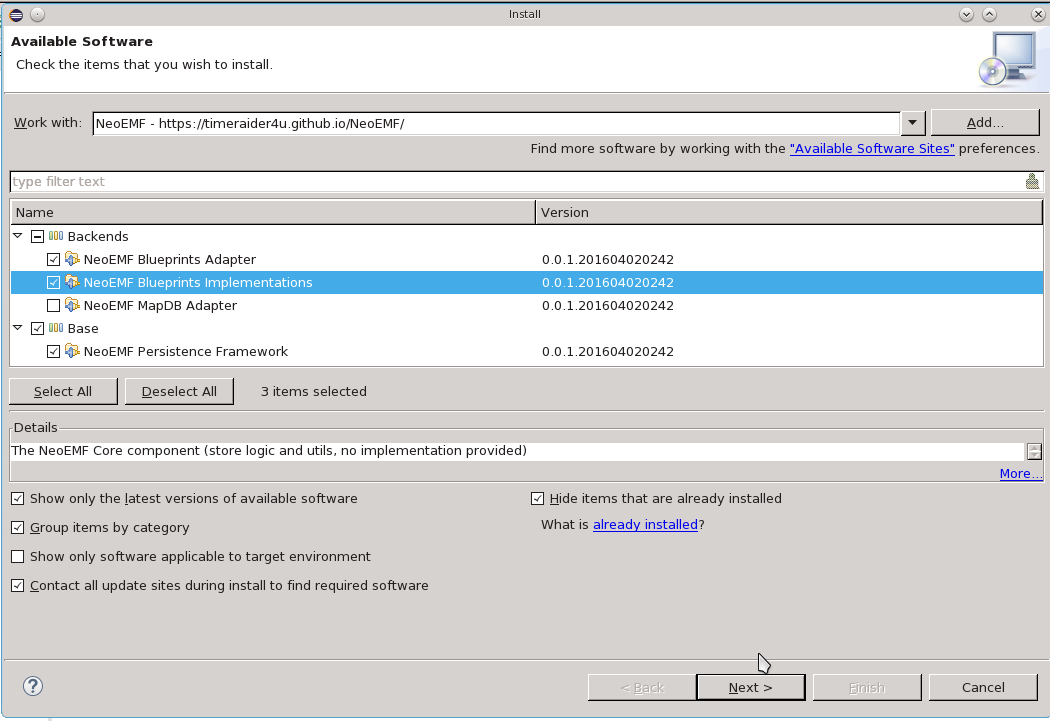 Install
Available Software
Check the items that you wish to install.
Work with: NeoEMF - https://timeraider4u.github.io/NeoEMF/ Add...
Find more software by working with the "Available Software Sites" preferences.
type filter text
Name Version
Backends
NeoEMF Blueprints Adapter 0.0.1.201604020242
NeoEMF Blueprints Implementations 0.0.1.201604020242
NeoEMF MapDB Adapter 0.0.1.201604020242
Base
NeoEMF Persistence Framework 0.0.1.201604020242
Select All Deselect All 3 items selected
Details
The NeoEMF Core component (store logic and utils, no implementation provided)
More...
Show only the latest versions of available software Hide items that are already installed
Group items by category What is already installed?
Show only software applicable to target environment
Contact all update sites during install to find required software
? < Back Next > Finish Cancel